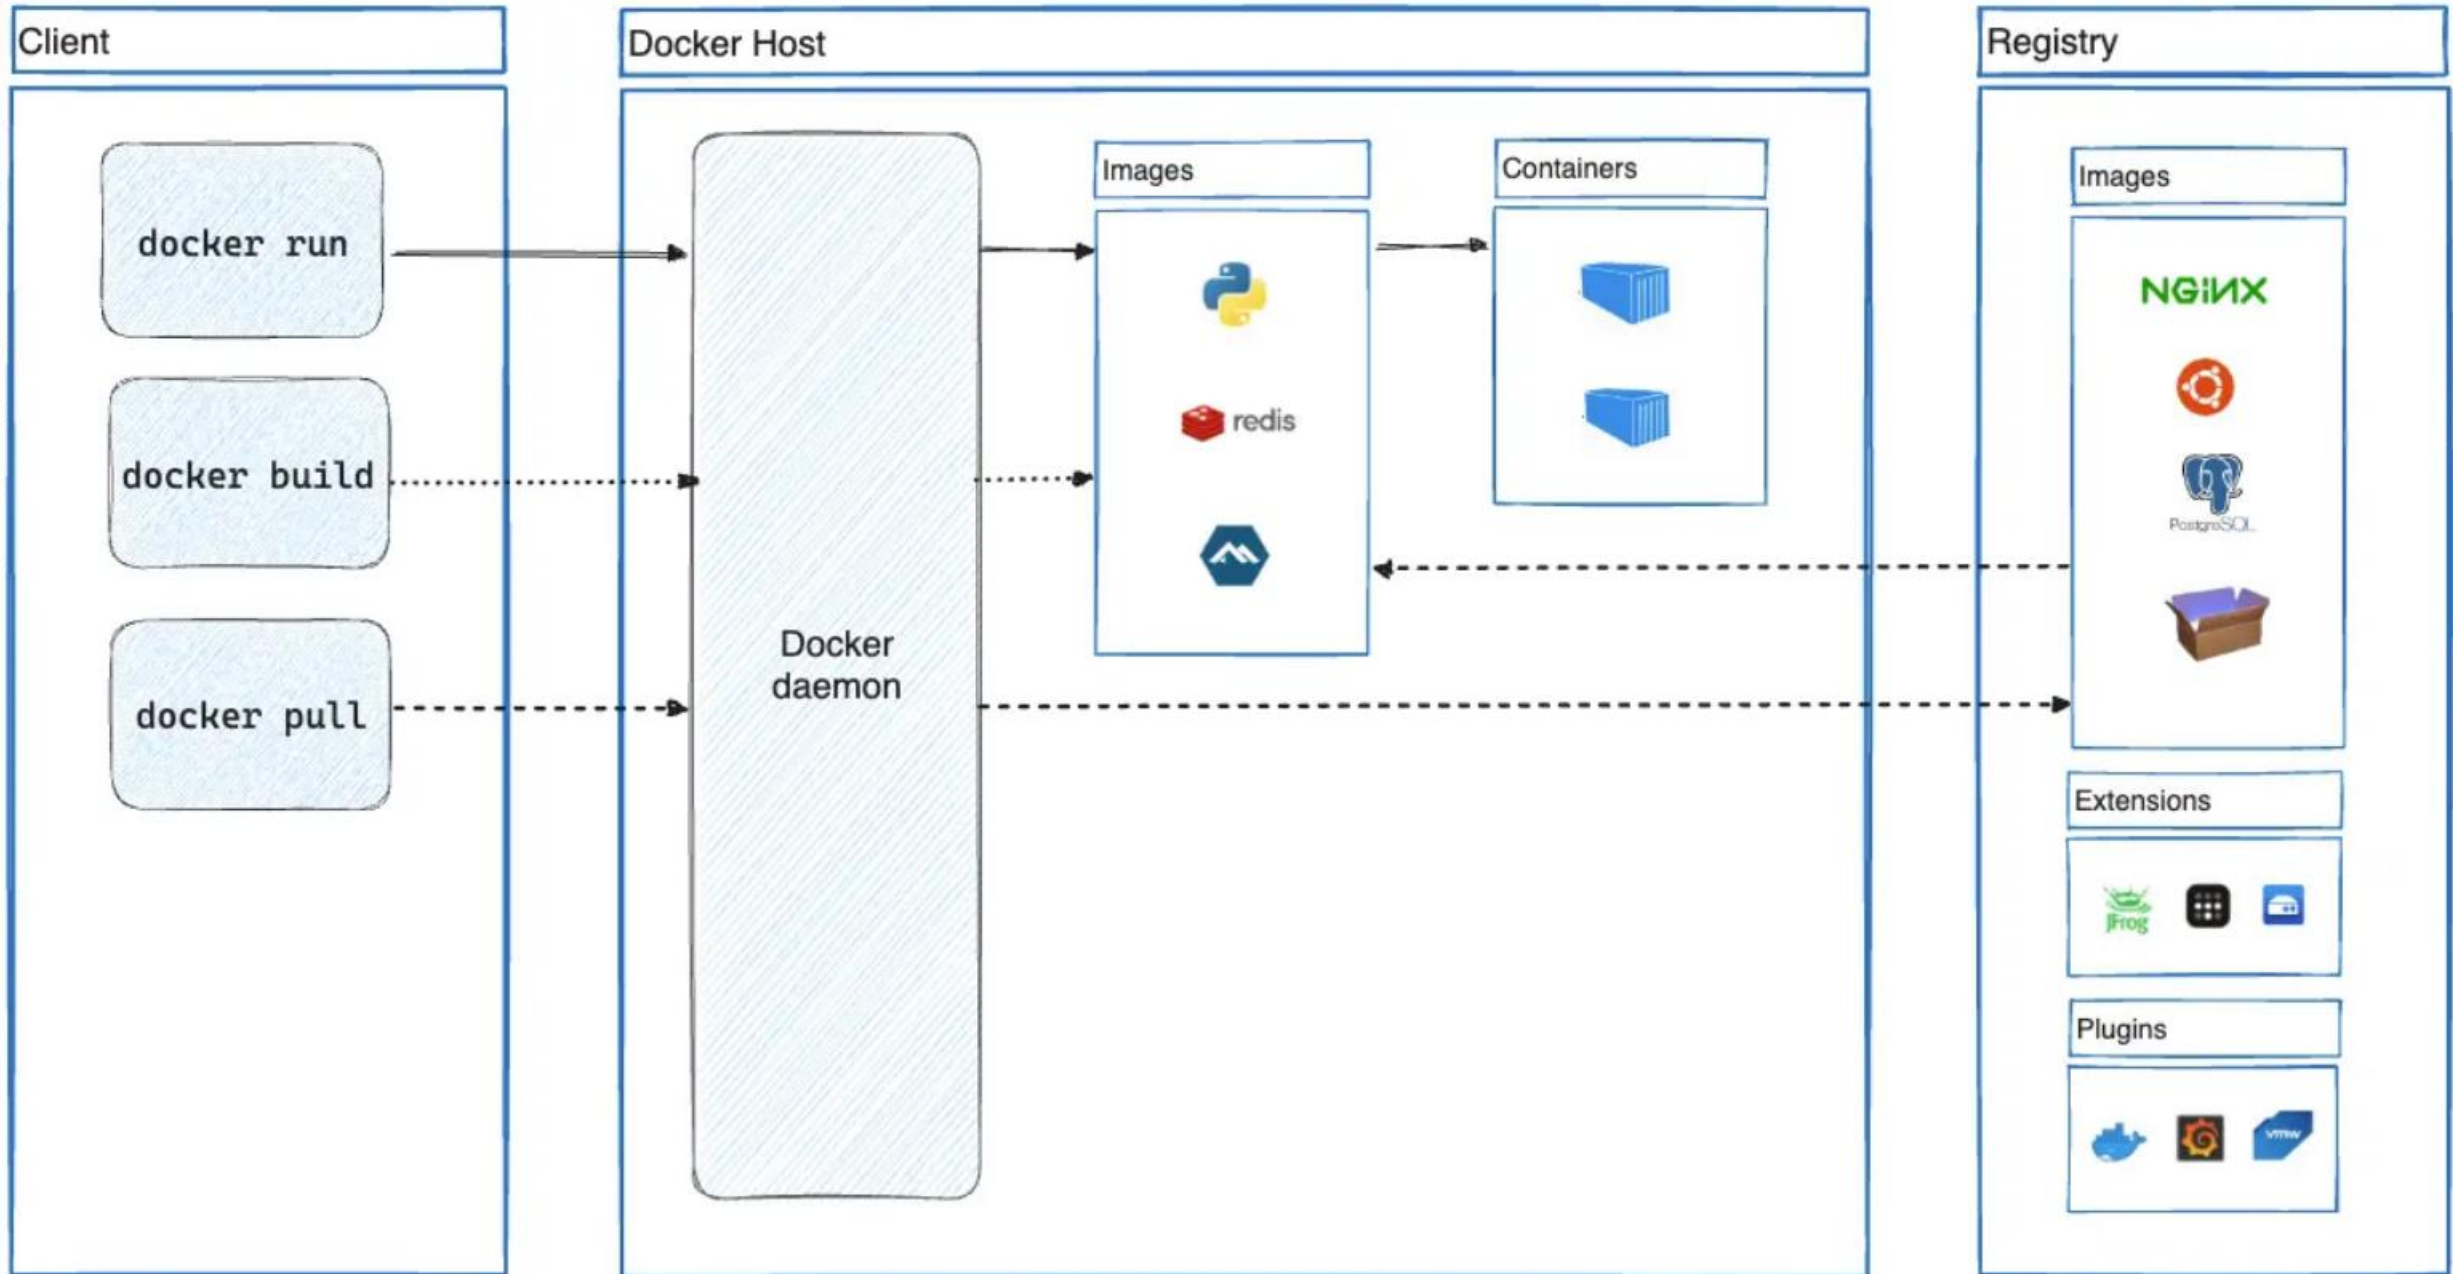 Client
docker run
docker build
docker pull
Docker Host
Docker
daemon
Images
redis
Containers
Registry
Images
NGiNX
PostgreSQL
Extensions
JFrog
Plugins
vmw